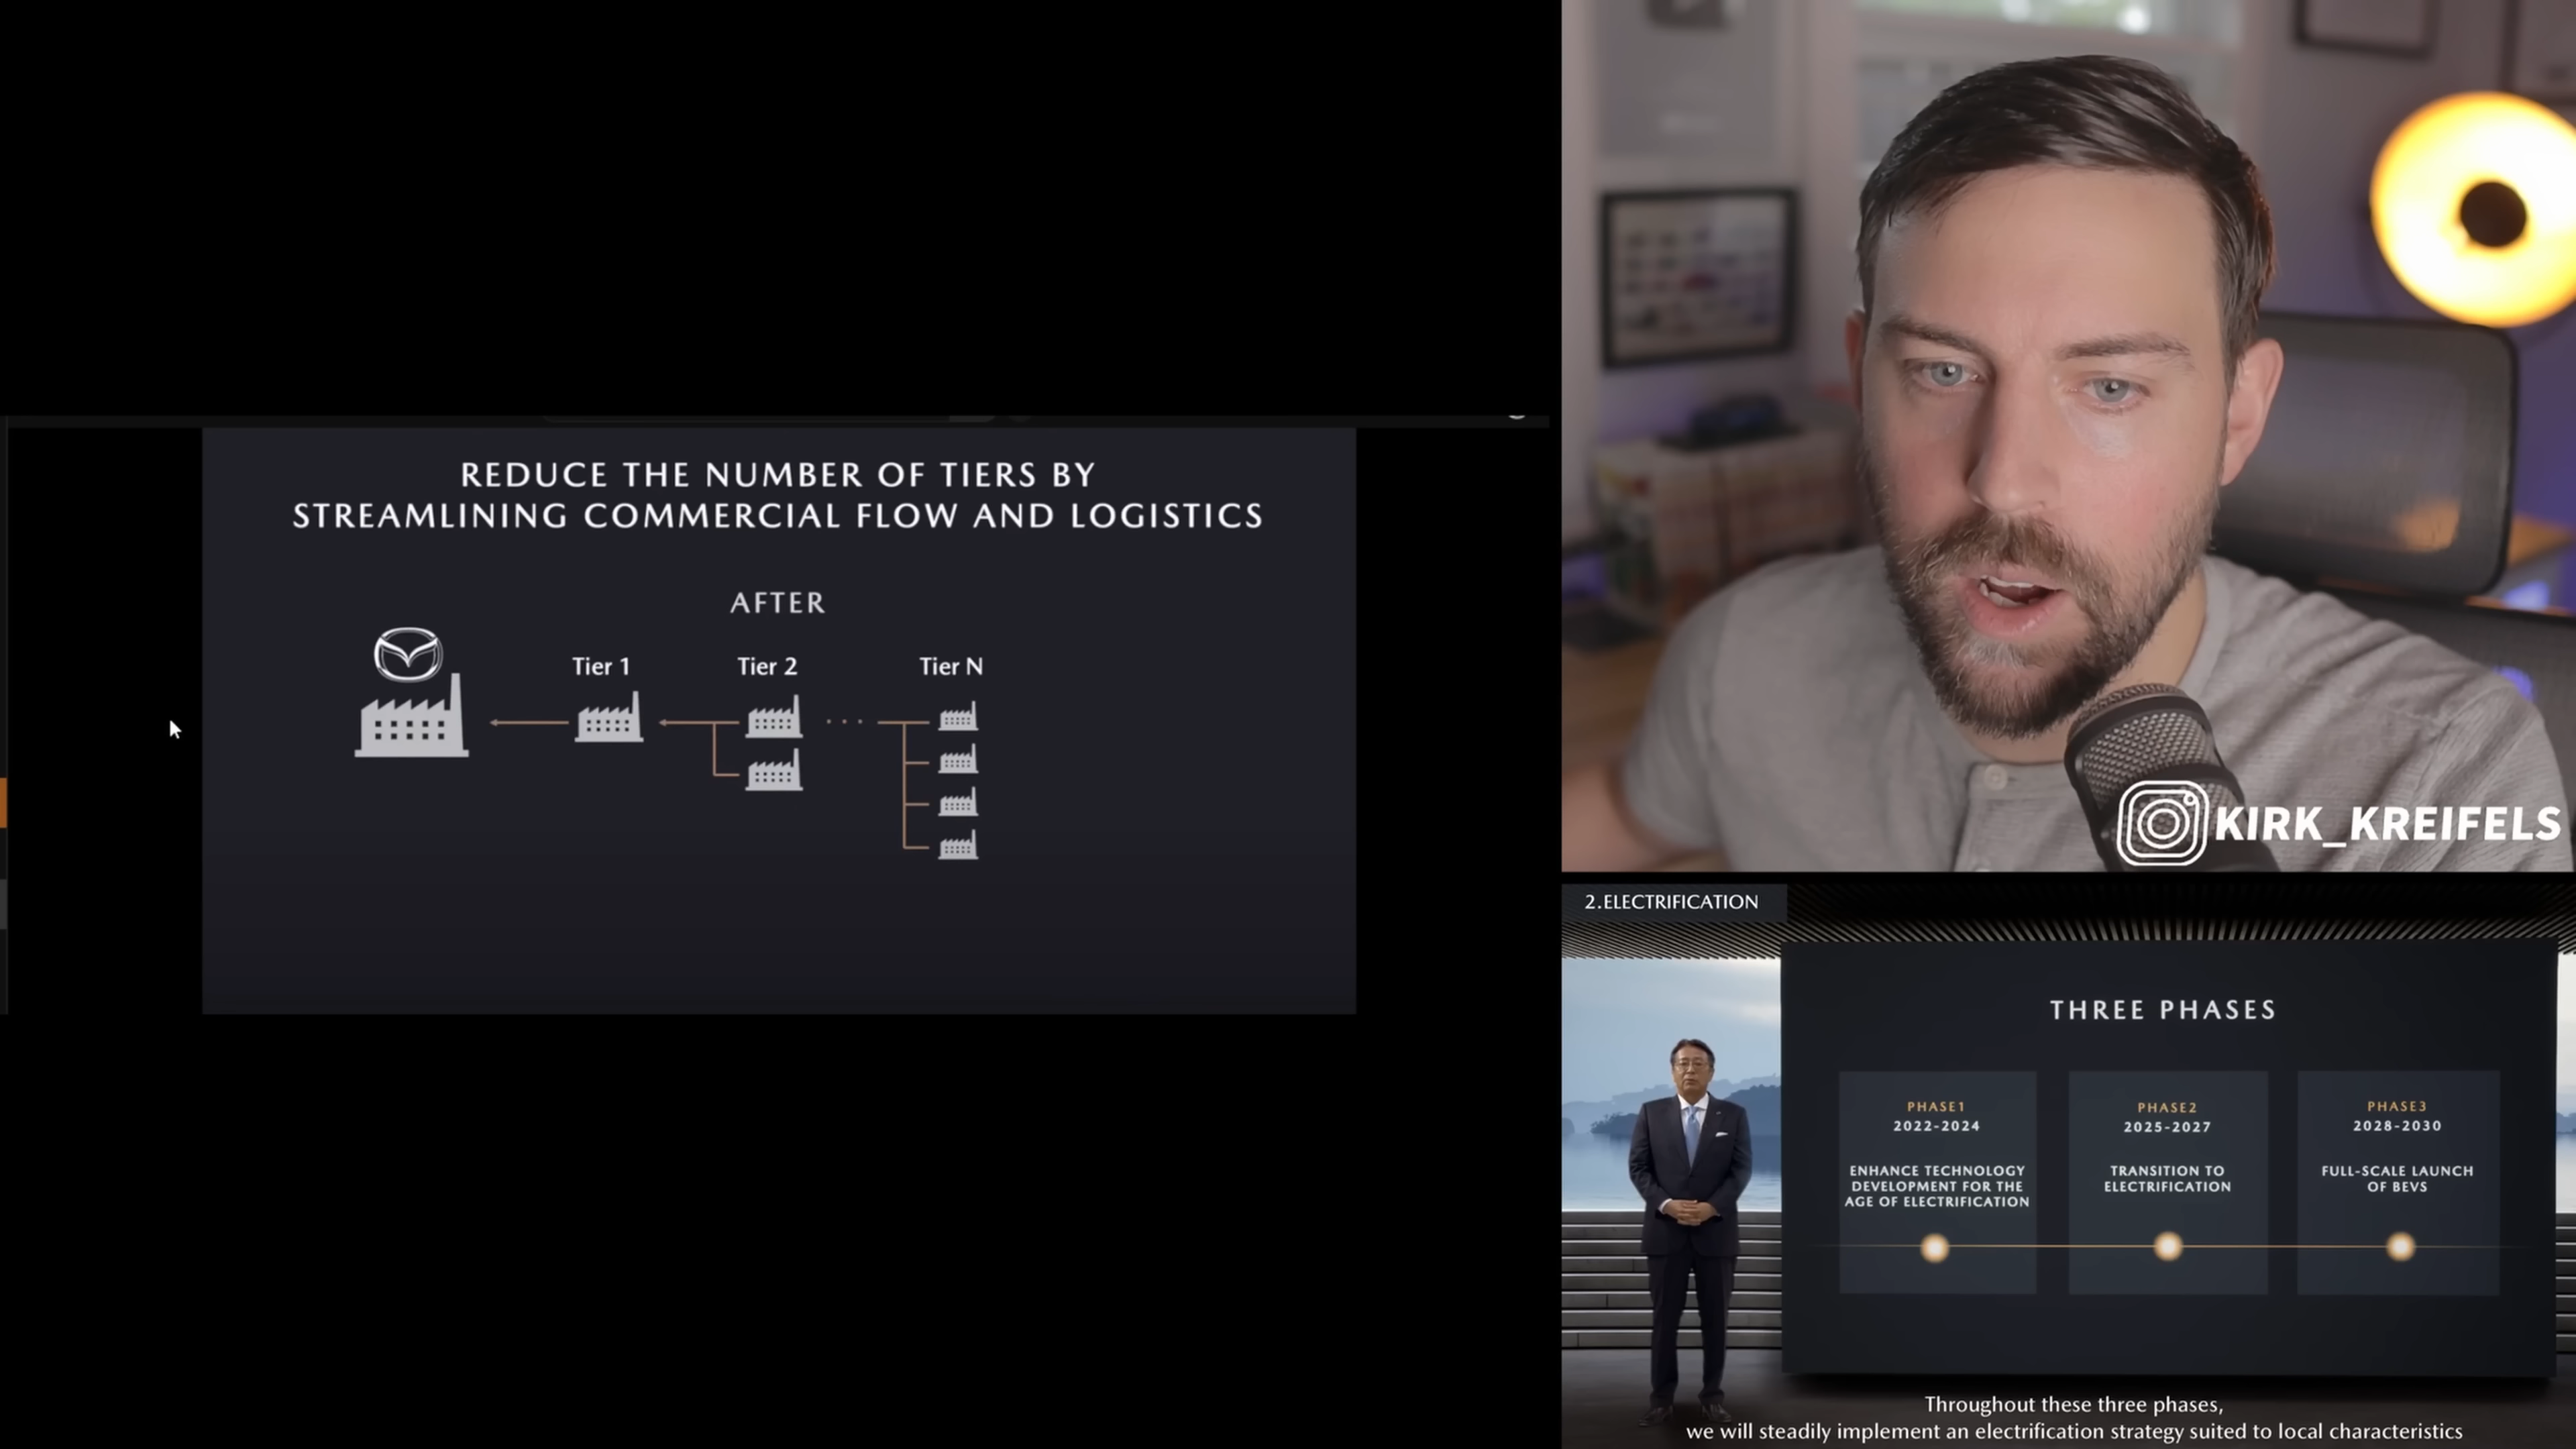 REDUCE THE NUMBER OF TIERS BY
STREAMLINING COMMERCIAL FLOW AND LOGISTICS
AFTER
Tier 1
Tier 2
Tier N
KIRK_KREIFELS
2.ELECTRIFICATION
THREE PHASES
PHASE1
2022-2024
ENHANCE TECHNOLOGY
DEVELOPMENT FOR THE
AGE OF ELECTRIFICATION
PHASE2
2025-2027
TRANSITION TO
ELECTRIFICATION
PHASE3
2028-2030
FULL-SCALE LAUNCH
OF BEVS
Throughout these three phases,
we will steadily implement an electrification strategy suited to local characteristics